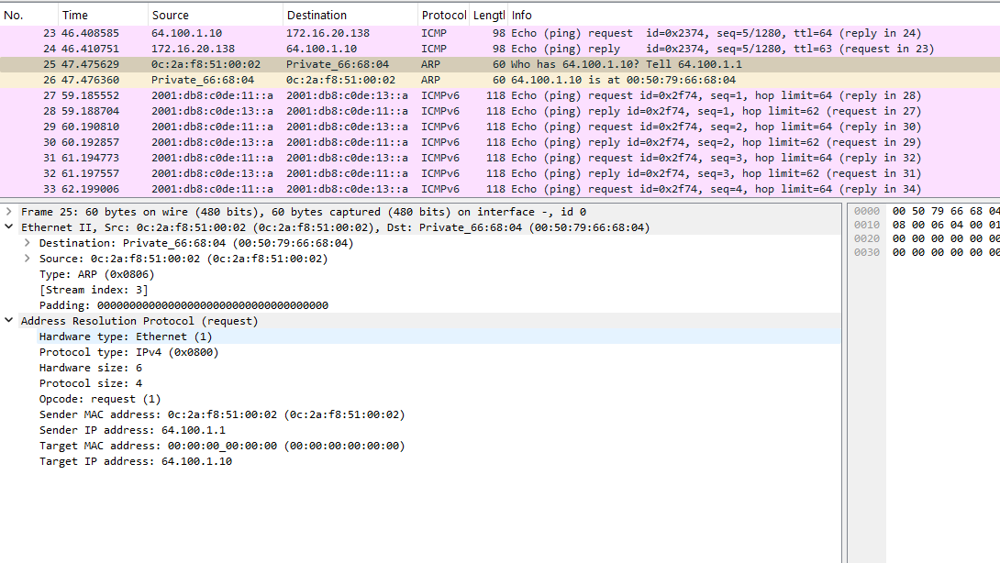 No. Time Source Destination Protocol Lengtl Info
23 46.408585 64.100.1.10 172.16.20.138 ICMP 98 Echo (ping) request id=0x2374, seq=5/1280, ttl=64 (reply in 24)
24 46.410751 172.16.20.138 64.100.1.10 ICMP 98 Echo (ping) reply id=0x2374, seq=5/1280, ttl=63 (request in 23)
25 47.475629 0c:2a:f8:51:00:02 Private_66:68:04 ARP 60 Who has 64.100.1.10? Tell 64.100.1.1
26 47.476360 Private_66:68:04 0c:2a:f8:51:00:02 ARP 60 64.100.1.10 is at 00:50:79:66:68:04
27 59.185552 2001:db8:c0de:11::a 2001:db8:c0de:13::a ICMPv6 118 Echo (ping) request id=0x2f74, seq=1, hop limit=64 (reply in 28)
28 59.188704 2001:db8:c0de:13::a 2001:db8:c0de:11::a ICMPv6 118 Echo (ping) reply id=0x2f74, seq=1, hop limit=62 (request in 27)
29 60.190810 2001:db8:c0de:11::a 2001:db8:c0de:13::a ICMPv6 118 Echo (ping) request id=0x2f74, seq=2, hop limit=64 (reply in 30)
30 60.192857 2001:db8:c0de:13::a 2001:db8:c0de:11::a ICMPv6 118 Echo (ping) reply id=0x2f74, seq=2, hop limit=62 (request in 29)
31 61.194773 2001:db8:c0de:11::a 2001:db8:c0de:13::a ICMPv6 118 Echo (ping) request id=0x2f74, seq=3, hop limit=64 (reply in 32)
32 61.197557 2001:db8:c0de:13::a 2001:db8:c0de:11::a ICMPv6 118 Echo (ping) reply id=0x2f74, seq=3, hop limit=62 (request in 31)
33 62.199006 2001:db8:c0de:11::a 2001:db8:c0de:13::a ICMPv6 118 Echo (ping) request id=0x2f74, seq=4, hop limit=64 (reply in 34)
Frame 25: 60 bytes on wire (480 bits), 60 bytes captured (480 bits) on interface -, id 0
Ethernet II, Src: 0c:2a:f8:51:00:02 (0c:2a:f8:51:00:02), Dst: Private_66:68:04 (00:50:79:66:68:04)
Destination: Private_66:68:04 (00:50:79:66:68:04)
Source: 0c:2a:f8:51:00:02 (0c:2a:f8:51:00:02)
Type: ARP (0x0806)
[Stream index: 3]
Padding: 000000000000000000000000000000000000
Address Resolution Protocol (request)
Hardware type: Ethernet (1)
Protocol type: IPv4 (0x0800)
Hardware size: 6
Protocol size: 4
Opcode: request (1)
Sender MAC address: 0c:2a:f8:51:00:02 (0c:2a:f8:51:00:02)
Sender IP address: 64.100.1.1
Target MAC address: 00:00:00_00:00:00 (00:00:00:00:00:00)
Target IP address: 64.100.1.10
0000 00 50 79 66 68 04
0010 08 00 06 04 00 01
0020 00 00 00 00 00 00
0030 00 00 00 00 00 00